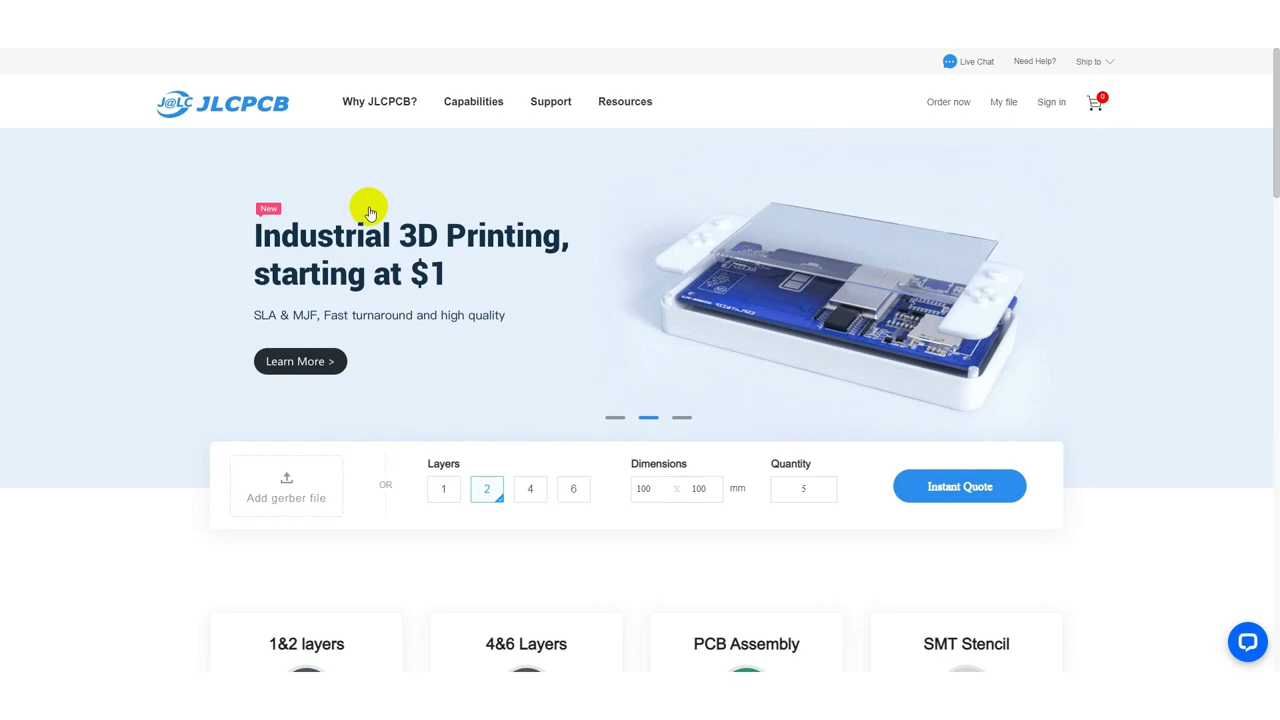 Live Chat Need Help? Ship to
J@LC JLCPCB Why JLCPCB? Capabilities Support Resources Order now My file Sign in 0
New
Industrial 3D Printing,
starting at $1
SLA & MJF, Fast turnaround and high quality
Learn More >
Layers Dimensions Quantity
Add gerber file OR 1 2 4 6 100 x 100 mm 5 Instant Quote
1&2 layers 4&6 Layers PCB Assembly SMT Stencil